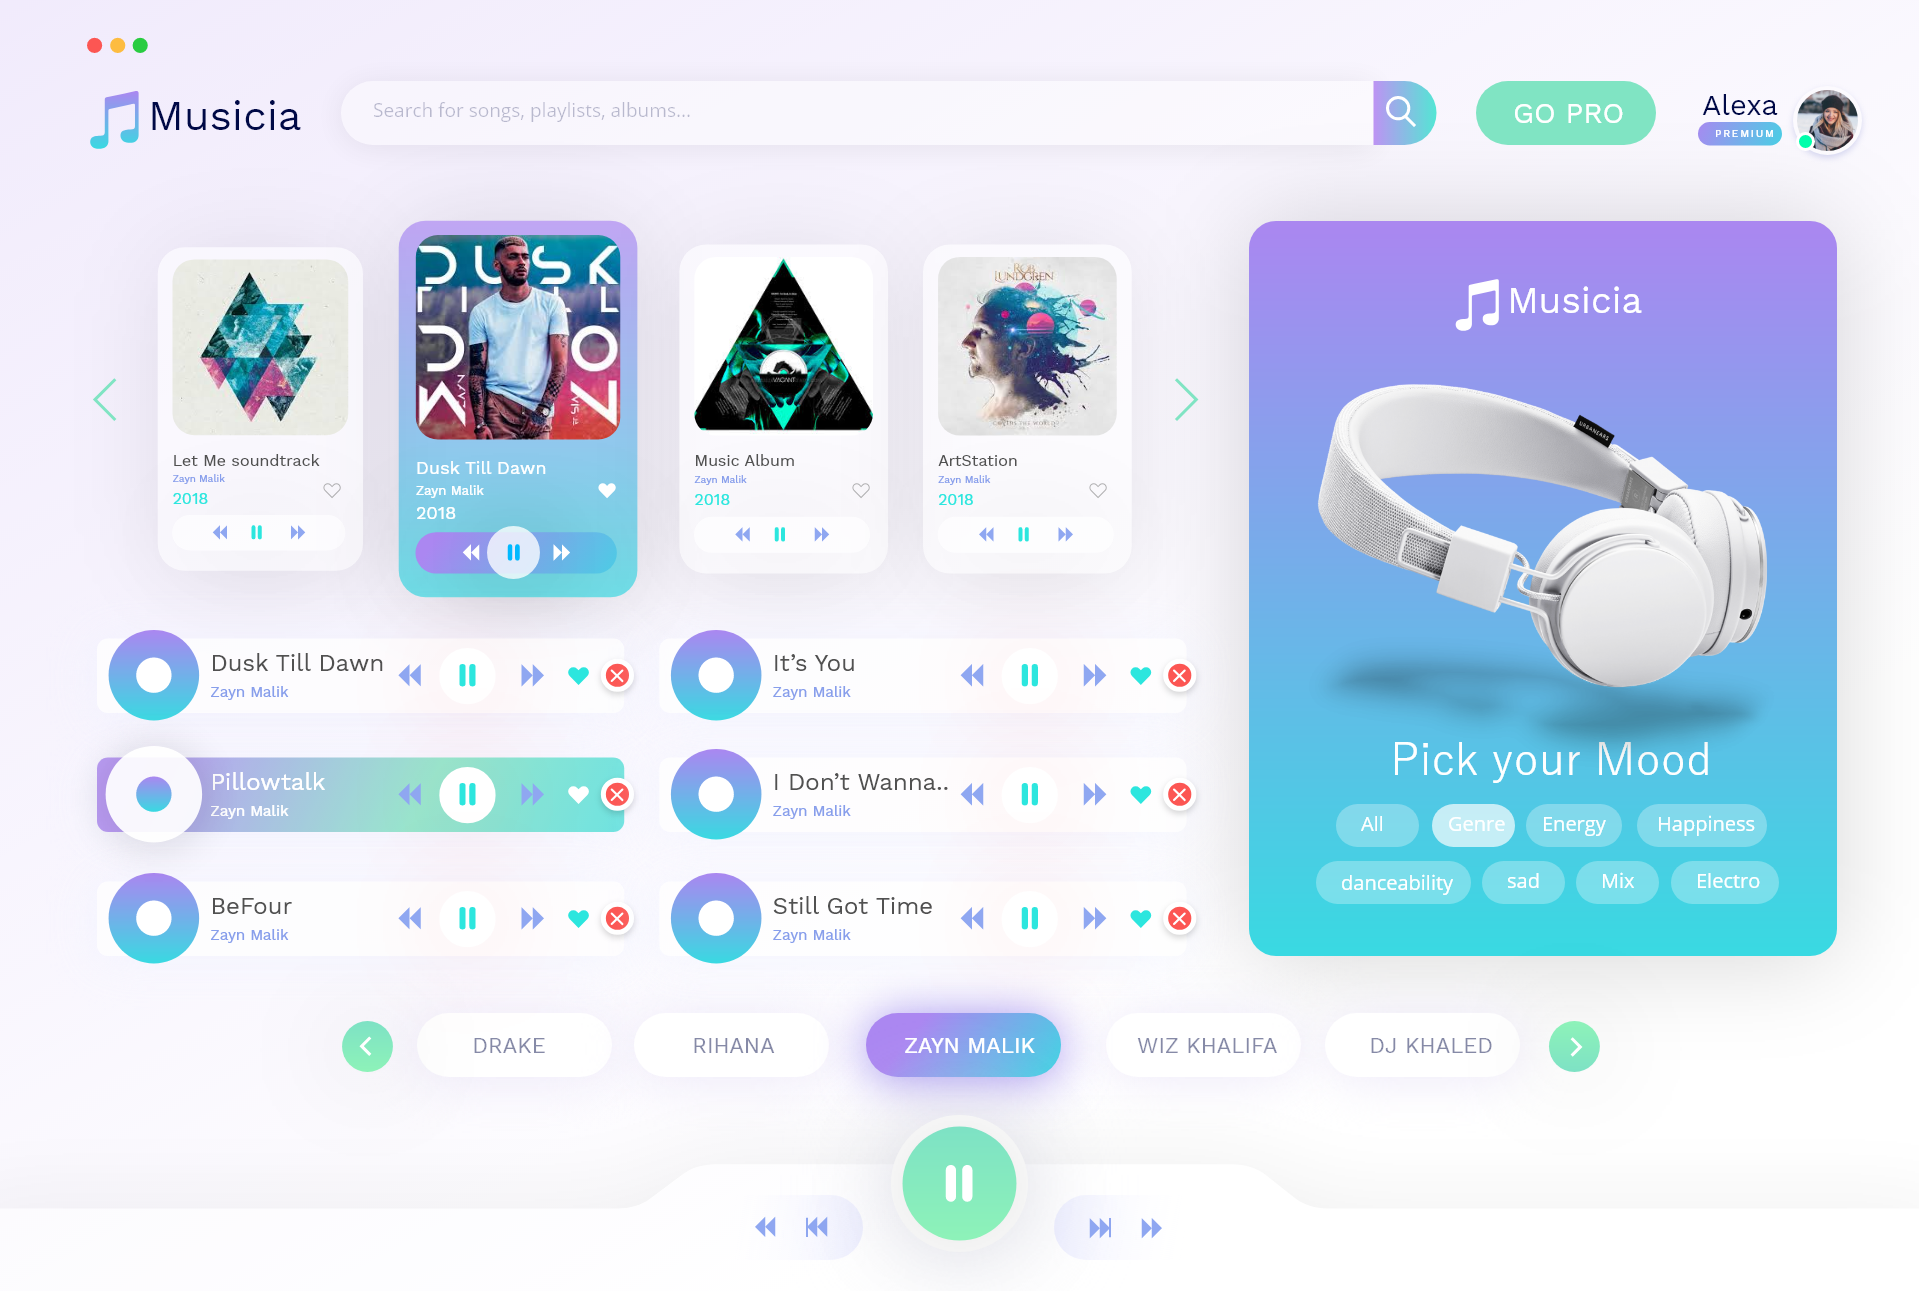 Musicia
Search for songs, playlists, albums...
GO PRO
Alexa
PREMIUM
ROB
LUNDGREN
DUSK
TILL
VACANT
Let Me soundtrack
Zayn Malik
2018
Dusk Till Dawn
Zayn Malik
2018
Music Album
Zayn Malik
2018
ArtStation
Zayn Malik
2018
Musicia
URBANEARS
Pick your Mood
All
Genre
Energy
Happiness
danceability
sad
Mix
Electro
Dusk Till Dawn
Zayn Malik
It’s You
Zayn Malik
Pillowtalk
Zayn Malik
I Don’t Wanna..
Zayn Malik
BeFour
Zayn Malik
Still Got Time
Zayn Malik
DRAKE
RIHANA
ZAYN MALIK
WIZ KHALIFA
DJ KHALED